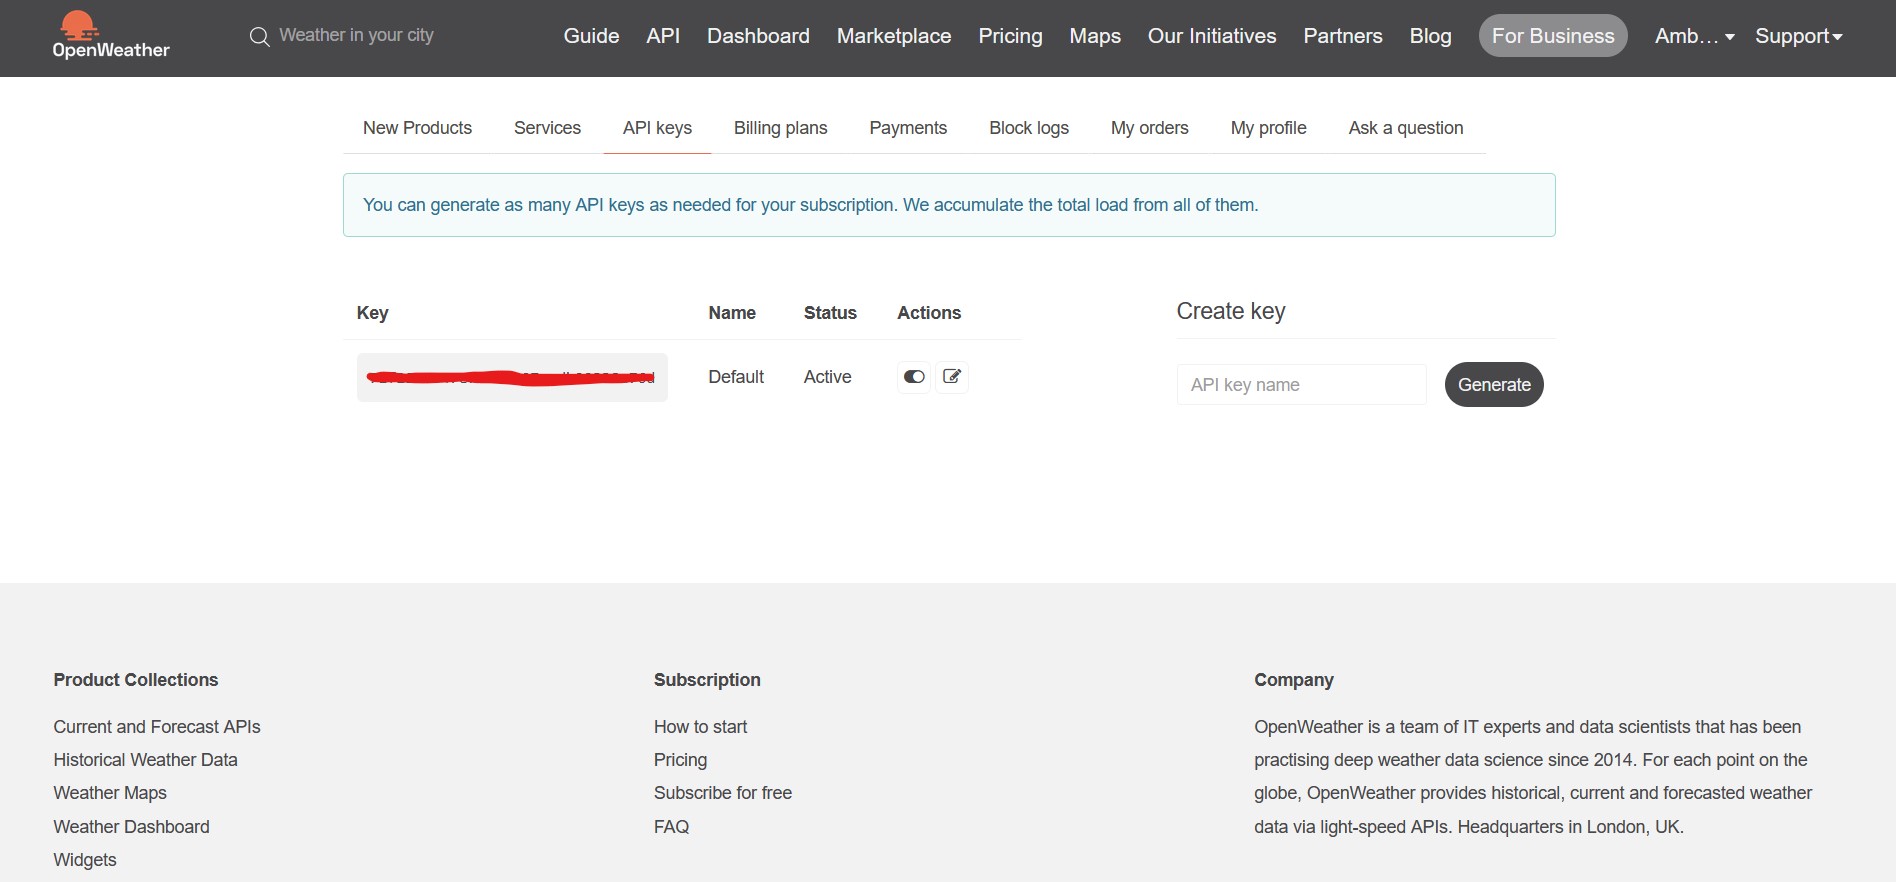 OpenWeather
Weather in your city
Guide API Dashboard Marketplace Pricing Maps Our Initiatives Partners Blog For Business Amb... Support
New Products Services API keys Billing plans Payments Block logs My orders My profile Ask a question
You can generate as many API keys as needed for your subscription. We accumulate the total load from all of them.
Key Name Status Actions
Default Active
Create key
API key name Generate
Product Collections
Current and Forecast APIs
Historical Weather Data
Weather Maps
Weather Dashboard
Widgets
Subscription
How to start
Pricing
Subscribe for free
FAQ
Company
OpenWeather is a team of IT experts and data scientists that has been
practising deep weather data science since 2014. For each point on the
globe, OpenWeather provides historical, current and forecasted weather
data via light-speed APIs. Headquarters in London, UK.